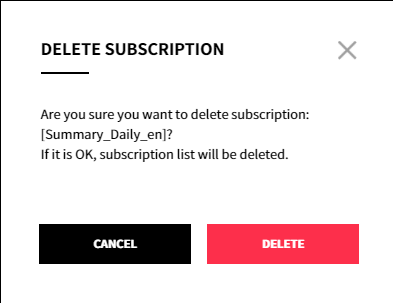 DELETE SUBSCRIPTION
Are you sure you want to delete subscription:
[Summary_Daily_en]?
If it is OK, subscription list will be deleted.
CANCEL
DELETE